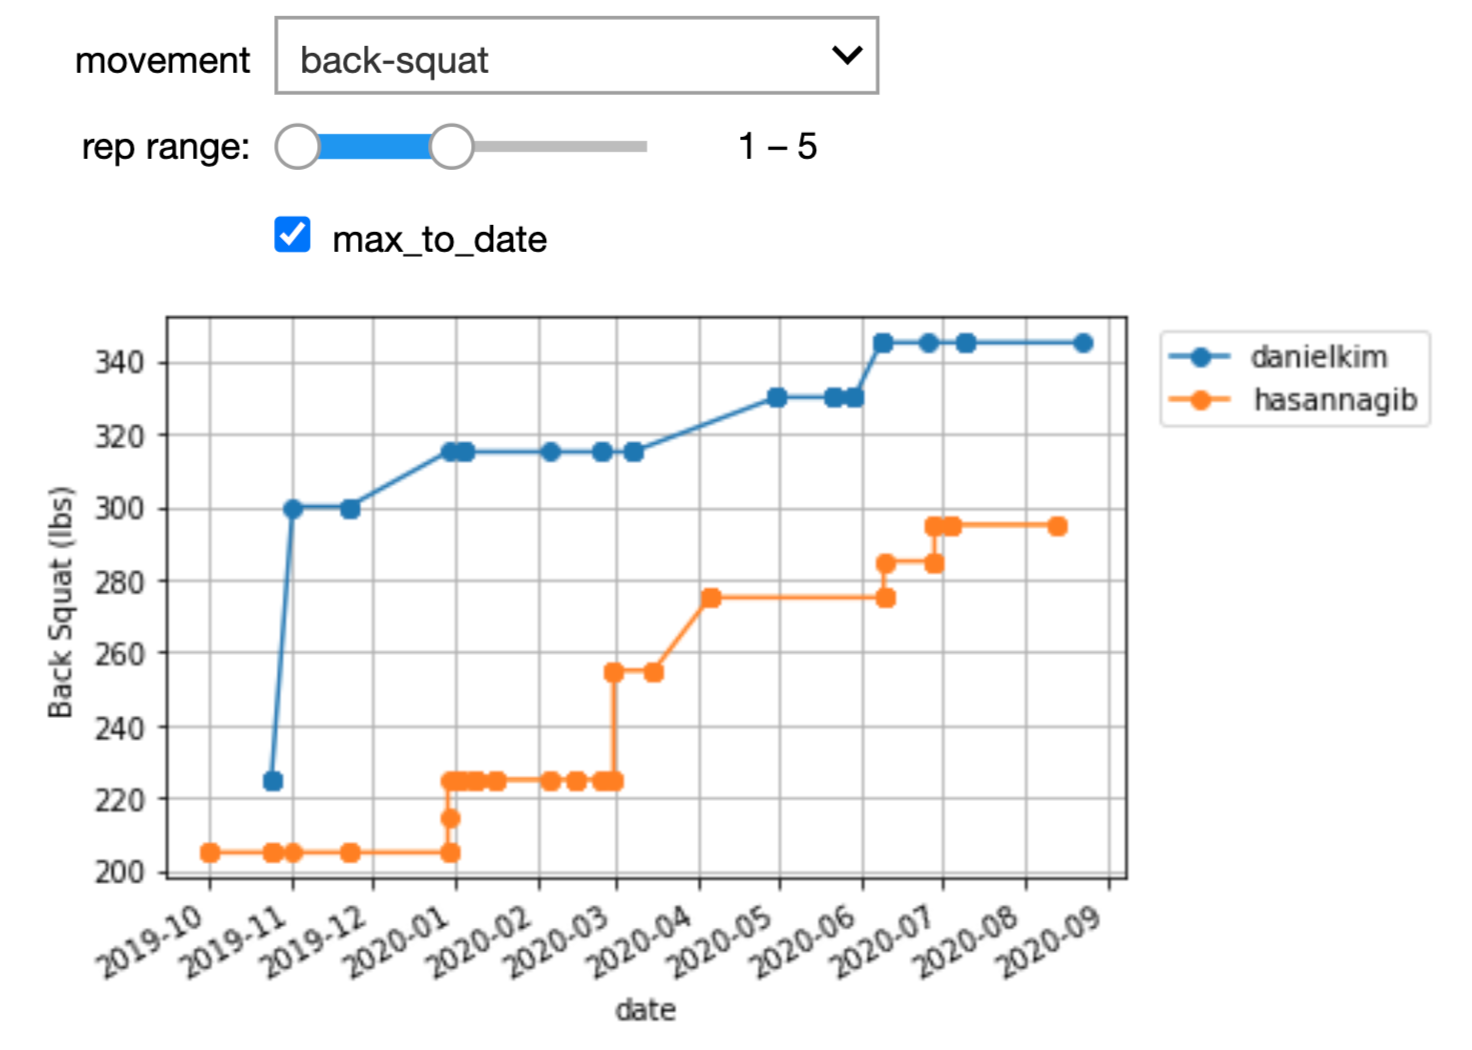 movement back-squat
rep range: 1 – 5
max_to_date
danielkim
hasannagib
Back Squat (lbs)
340
320
300
280
260
240
220
200
2019-10 2019-11 2019-12 2020-01 2020-02 2020-03 2020-04 2020-05 2020-06 2020-07 2020-08 2020-09
date